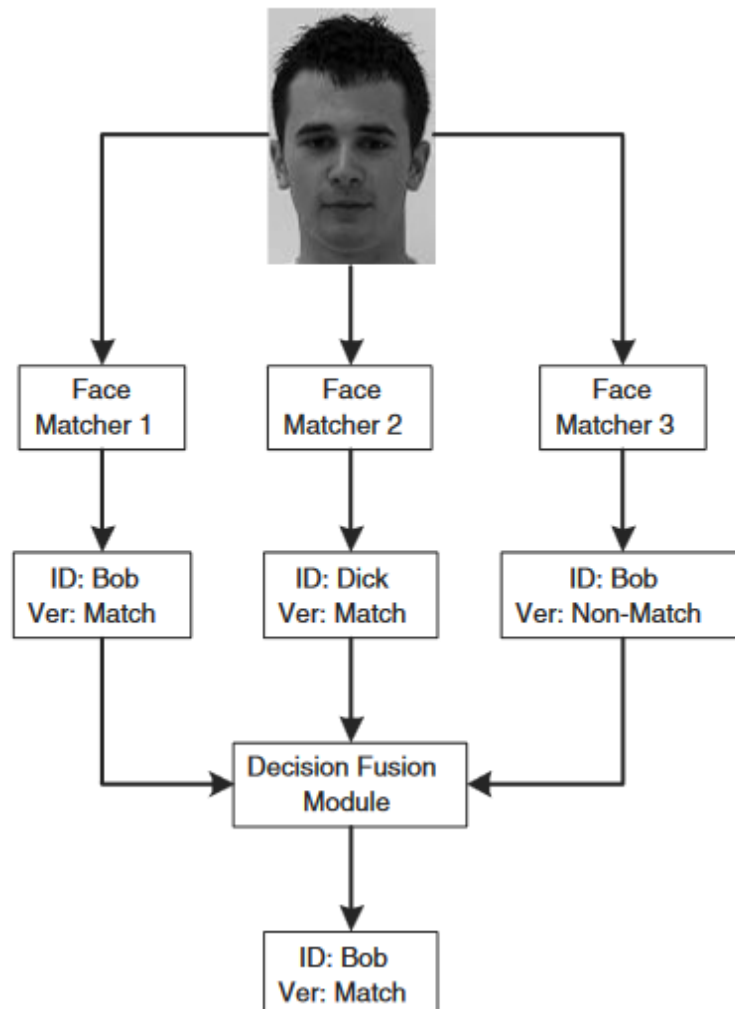 Face
Matcher 1
Face
Matcher 2
Face
Matcher 3
ID: Bob
Ver: Match
ID: Dick
Ver: Match
ID: Bob
Ver: Non-Match
Decision Fusion
Module
ID: Bob
Ver: Match